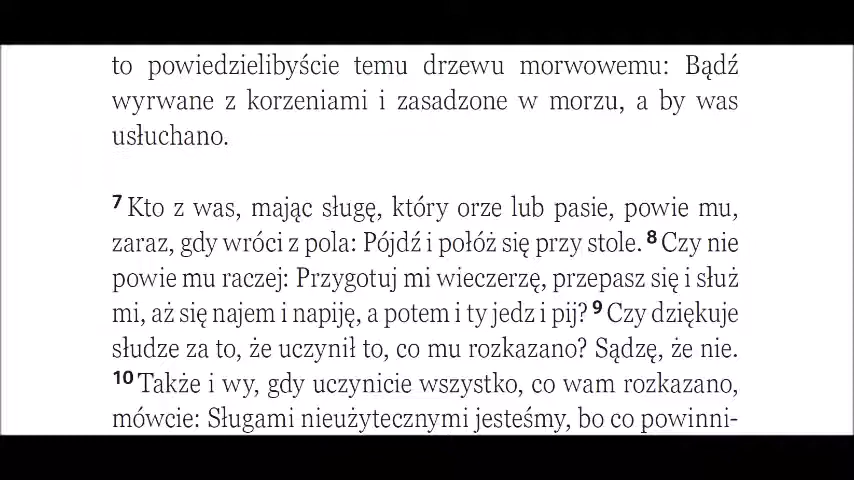 to powiedzielibyście temu drzewu morwowemu: Bądź
wyrwane z korzeniami i zasadzone w morzu, a by was
usłuchano.
7 Kto z was, mając sługę, który orze lub pasie, powie mu,
zaraz, gdy wróci z pola: Pójdź i połóż się przy stole. 8 Czy nie
powie mu raczej: Przygotuj mi wieczerzę, przepasz się i służ
mi, aż się najem i napiję, a potem i ty jedz i pij? 9 Czy dziękuje
słudze za to, że uczynił to, co mu rozkazano? Sądzę, że nie.
10 Także i wy, gdy uczynicie wszystko, co wam rozkazano,
mówcie: Sługami nieużytecznymi jesteśmy, bo co powinni-